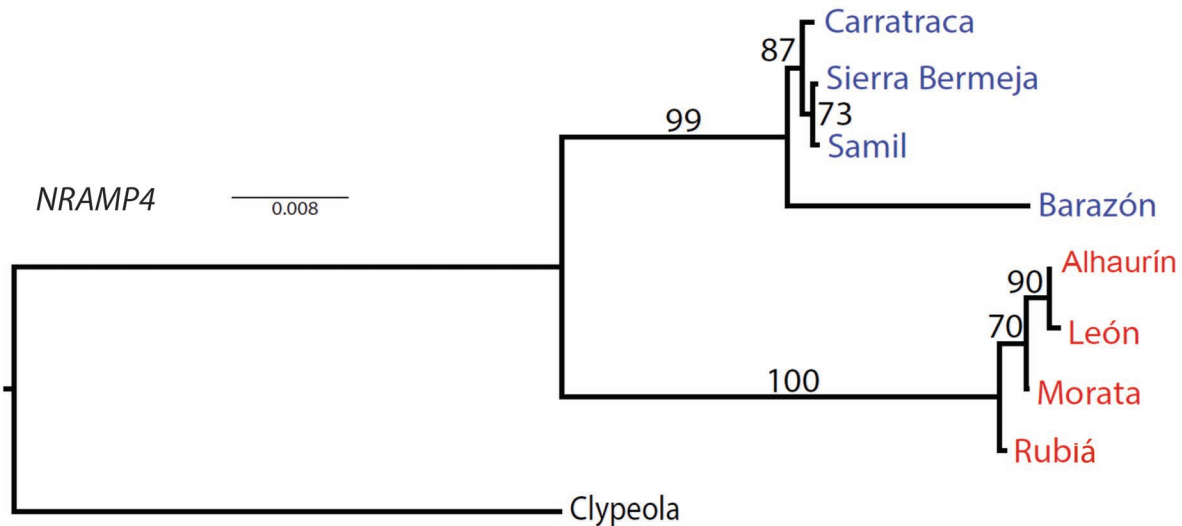 Carratraca
87
Sierra Bermeja
73
99
Samil
NRAMP4
0.008
Barazón
Alhaurín
90
León
70
100
Morata
Rubiá
Clypeola